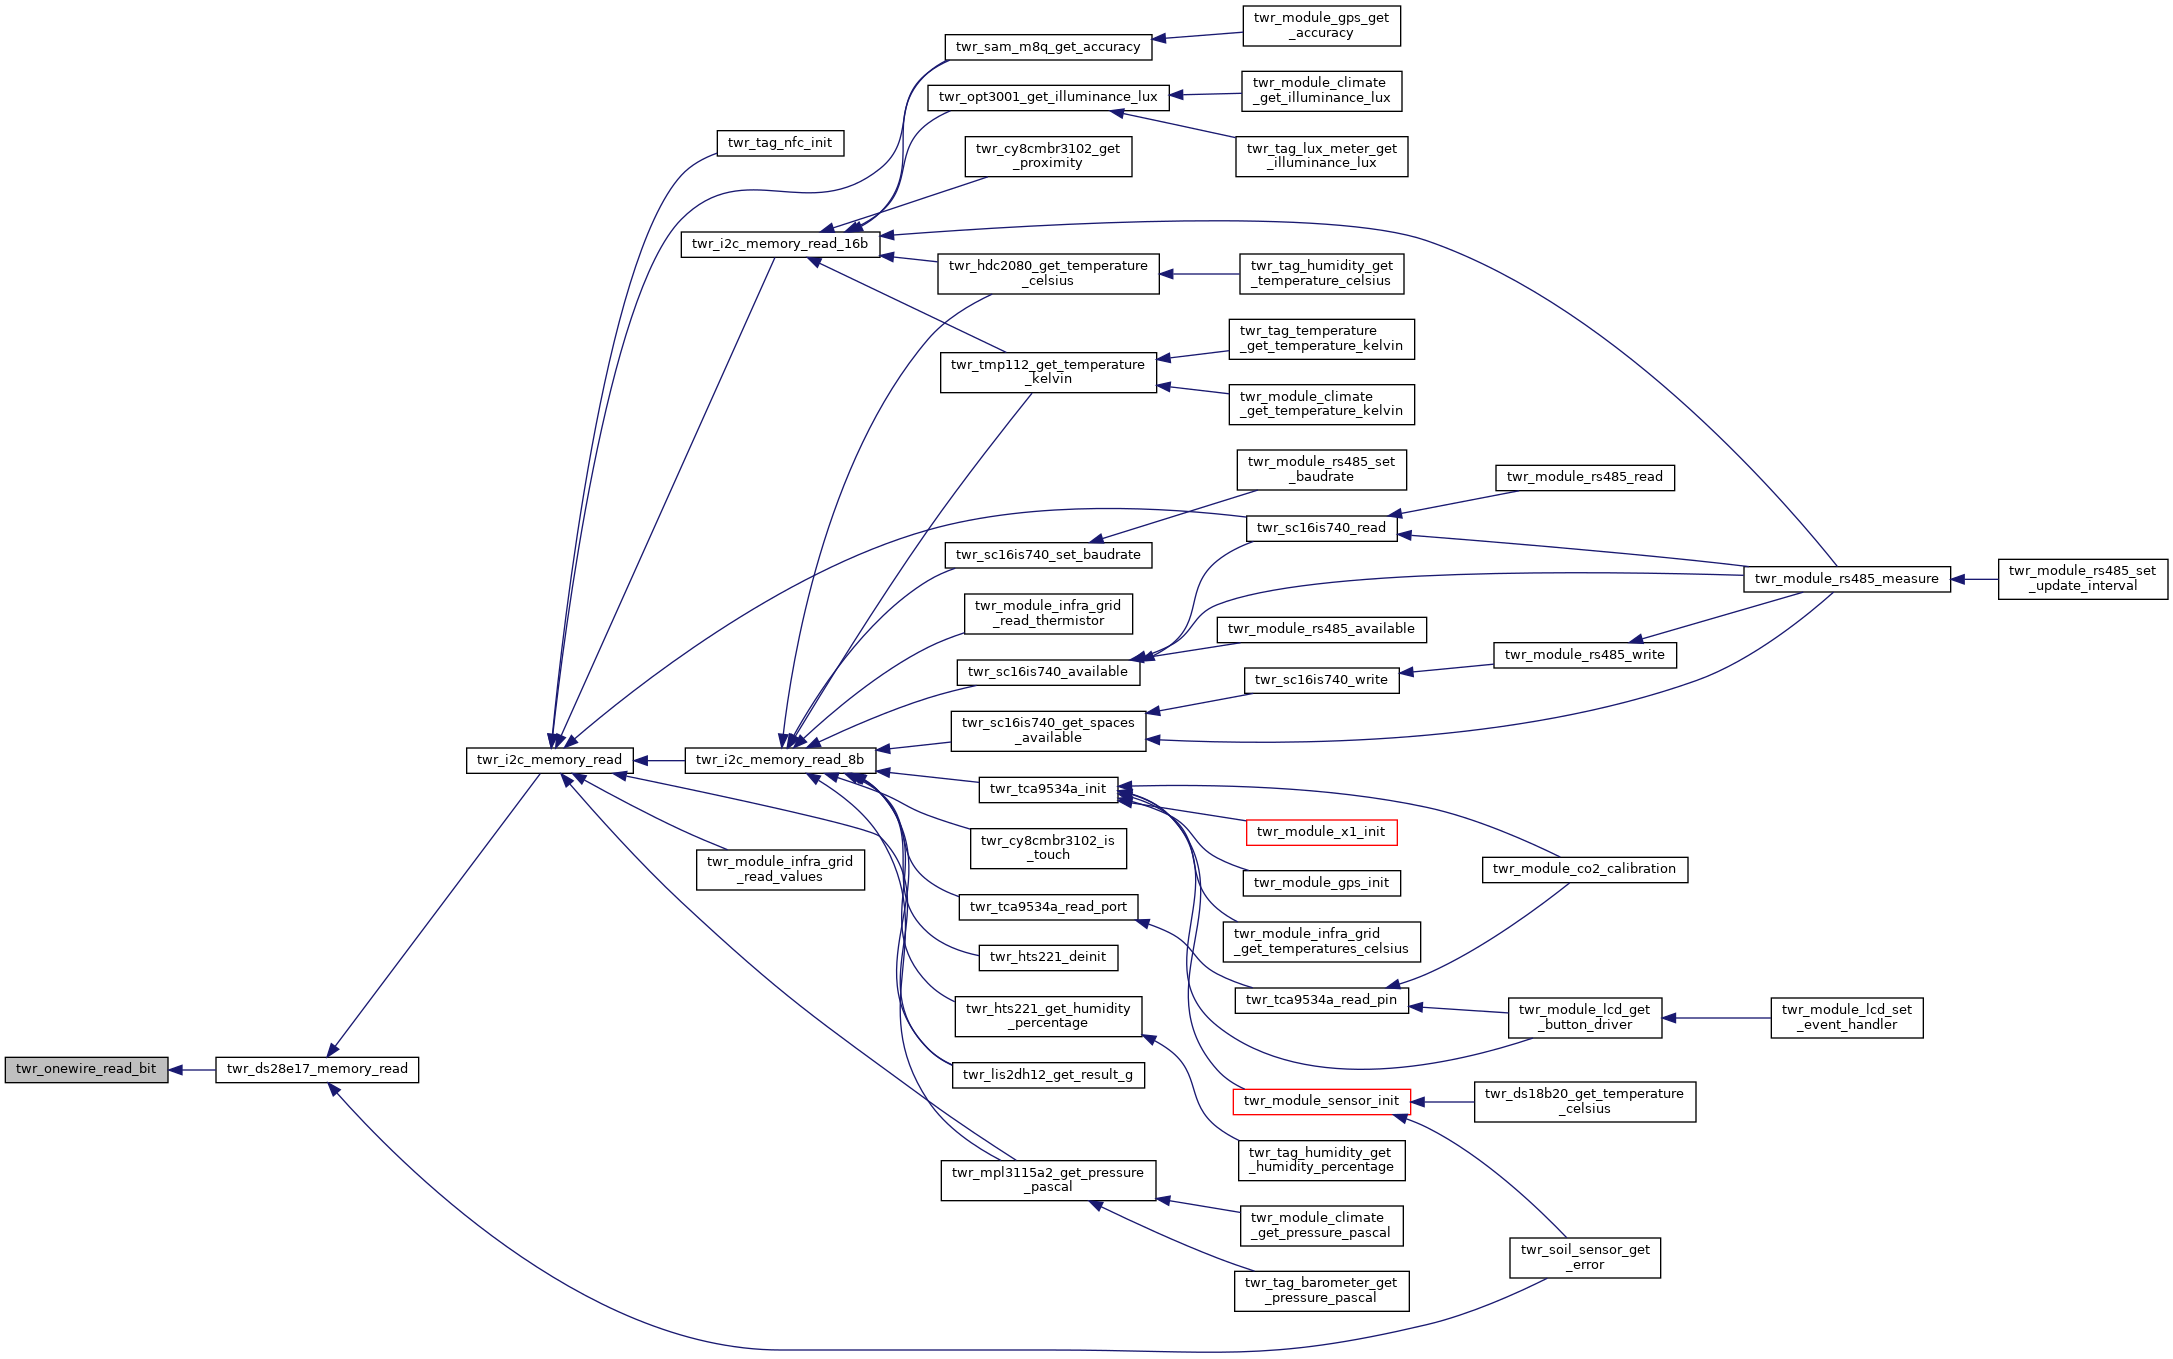 twr_module_gps_get
_accuracy
twr_sam_m8q_get_accuracy
twr_module_climate
_get_illuminance_lux
twr_opt3001_get_illuminance_lux
twr_tag_nfc_init
twr_cy8cmbr3102_get
_proximity
twr_tag_lux_meter_get
_illuminance_lux
twr_i2c_memory_read_16b
twr_hdc2080_get_temperature
_celsius
twr_tag_humidity_get
_temperature_celsius
twr_tag_temperature
_get_temperature_kelvin
twr_tmp112_get_temperature
_kelvin
twr_module_climate
_get_temperature_kelvin
twr_module_rs485_set
_baudrate
twr_module_rs485_read
twr_sc16is740_read
twr_sc16is740_set_baudrate
twr_module_rs485_measure
twr_module_rs485_set
_update_interval
twr_module_infra_grid
_read_thermistor
twr_module_rs485_available
twr_module_rs485_write
twr_sc16is740_available
twr_sc16is740_write
twr_sc16is740_get_spaces
_available
twr_i2c_memory_read
twr_i2c_memory_read_8b
twr_tca9534a_init
twr_module_x1_init
twr_cy8cmbr3102_is
_touch
twr_module_infra_grid
_read_values
twr_module_co2_calibration
twr_module_gps_init
twr_tca9534a_read_port
twr_module_infra_grid
_get_temperatures_celsius
twr_hts221_deinit
twr_tca9534a_read_pin
twr_hts221_get_humidity
_percentage
twr_module_lcd_get
_button_driver
twr_module_lcd_set
_event_handler
twr_onewire_read_bit
twr_ds28e17_memory_read
twr_lis2dh12_get_result_g
twr_module_sensor_init
twr_ds18b20_get_temperature
_celsius
twr_tag_humidity_get
_humidity_percentage
twr_mpl3115a2_get_pressure
_pascal
twr_module_climate
_get_pressure_pascal
twr_soil_sensor_get
_error
twr_tag_barometer_get
_pressure_pascal